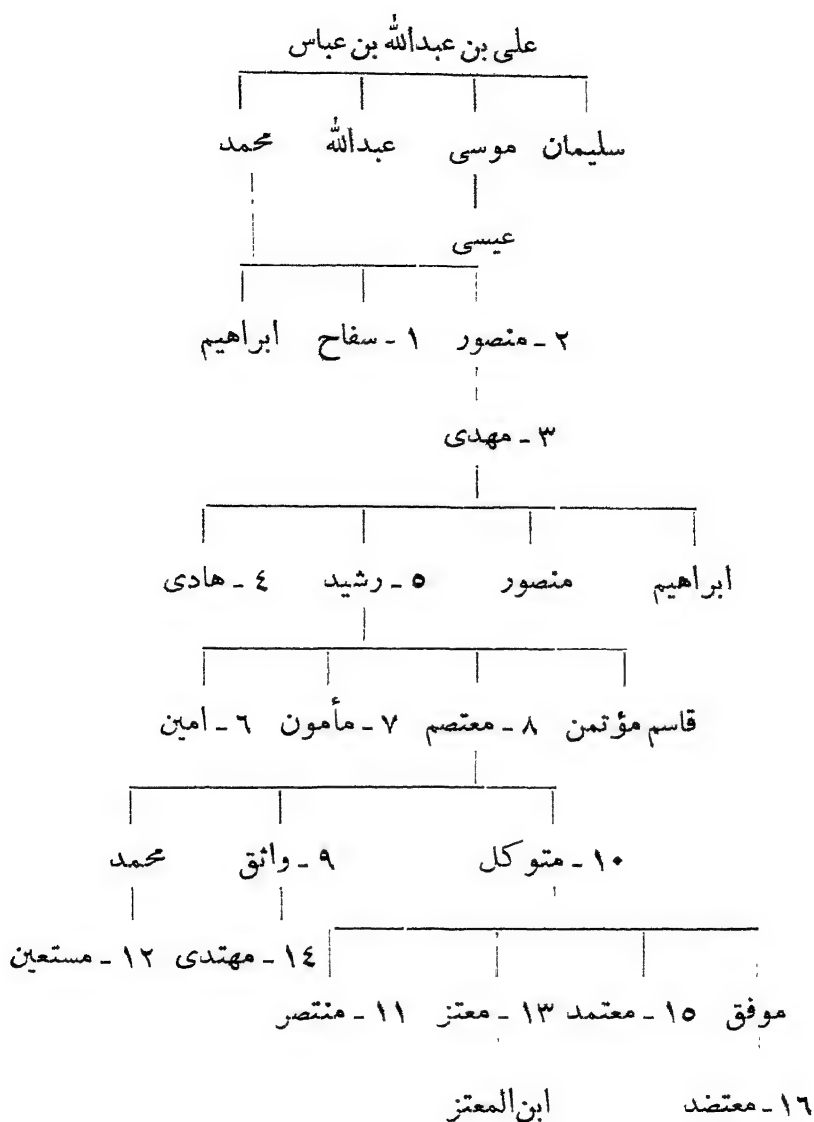 علی بن عبدالله بن عباس
سلیمان موسی عبدالله محمد
عیسی
۲ - منصور ۱ - سفاح ابراهیم
۳ - مهدی
ابراهیم منصور ۵ - رشید ٤ - هادی
قاسم مؤتمن ۸ - معتصم ۷ - مأمون ٦ - امین
۱۰ - متوکل ۹ - واثق محمد
۱٤ - مهتدی ۱۲ - مستعین
موفق ۱٥ - معتمد ۱۳ - معتز ۱۱ - منتصر
۱٦ - معتضد ابن‌المعتز